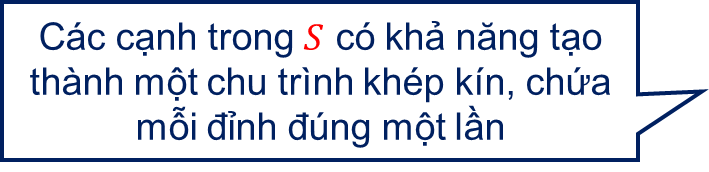 Các cạnh trong S có khả năng tạo
thành một chu trình khép kín, chứa
mỗi đỉnh đúng một lần